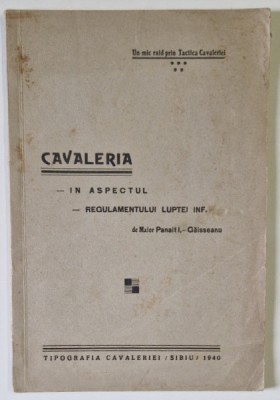 Un mic raid prin Tactica Cavaleriei
CAVALERIA
— IN ASPECTUL
— REGULAMENTULUI LUPTEI INF.
de Maior Panait I. - Găisseanu
TIPOGRAFIA CAVALERIEI / SIBIU / 1940